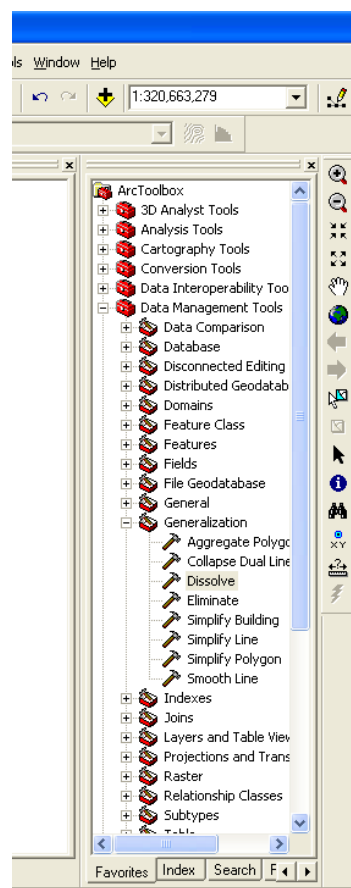 ls Window Help
1:320,663,279
ArcToolbox
3D Analyst Tools
Analysis Tools
Cartography Tools
Conversion Tools
Data Interoperability Too
Data Management Tools
Data Comparison
Database
Disconnected Editing
Distributed Geodatab
Domains
Feature Class
Features
Fields
File Geodatabase
General
Generalization
Aggregate Polygo
Collapse Dual Line
Dissolve
Eliminate
Simplify Building
Simplify Line
Simplify Polygon
Smooth Line
Indexes
Joins
Layers and Table View
Projections and Trans
Raster
Relationship Classes
Subtypes
Table
Favorites Index Search
XY